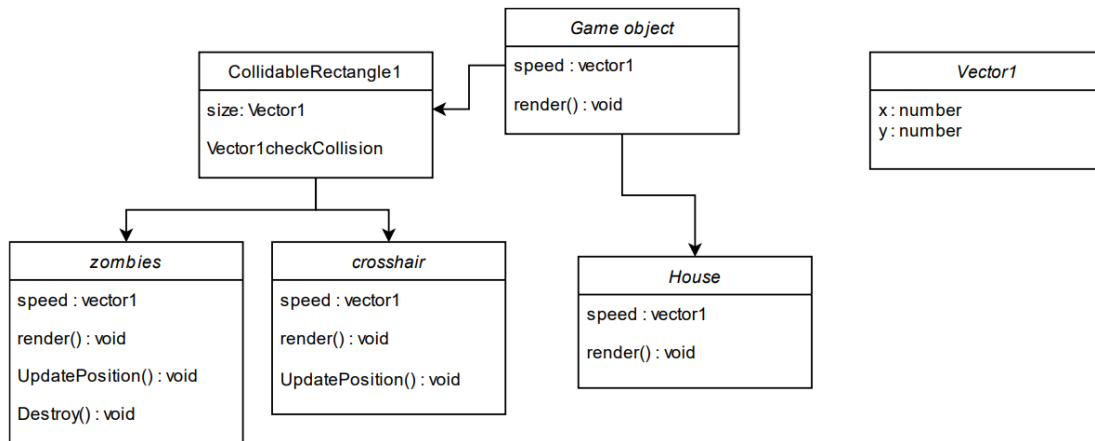 Game object
speed : vector1
render() : void
CollidableRectangle1
size: Vector1
Vector1checkCollision
Vector1
x : number
y : number
zombies
speed : vector1
render() : void
UpdatePosition() : void
Destroy() : void
crosshair
speed : vector1
render() : void
UpdatePosition() : void
House
speed : vector1
render() : void